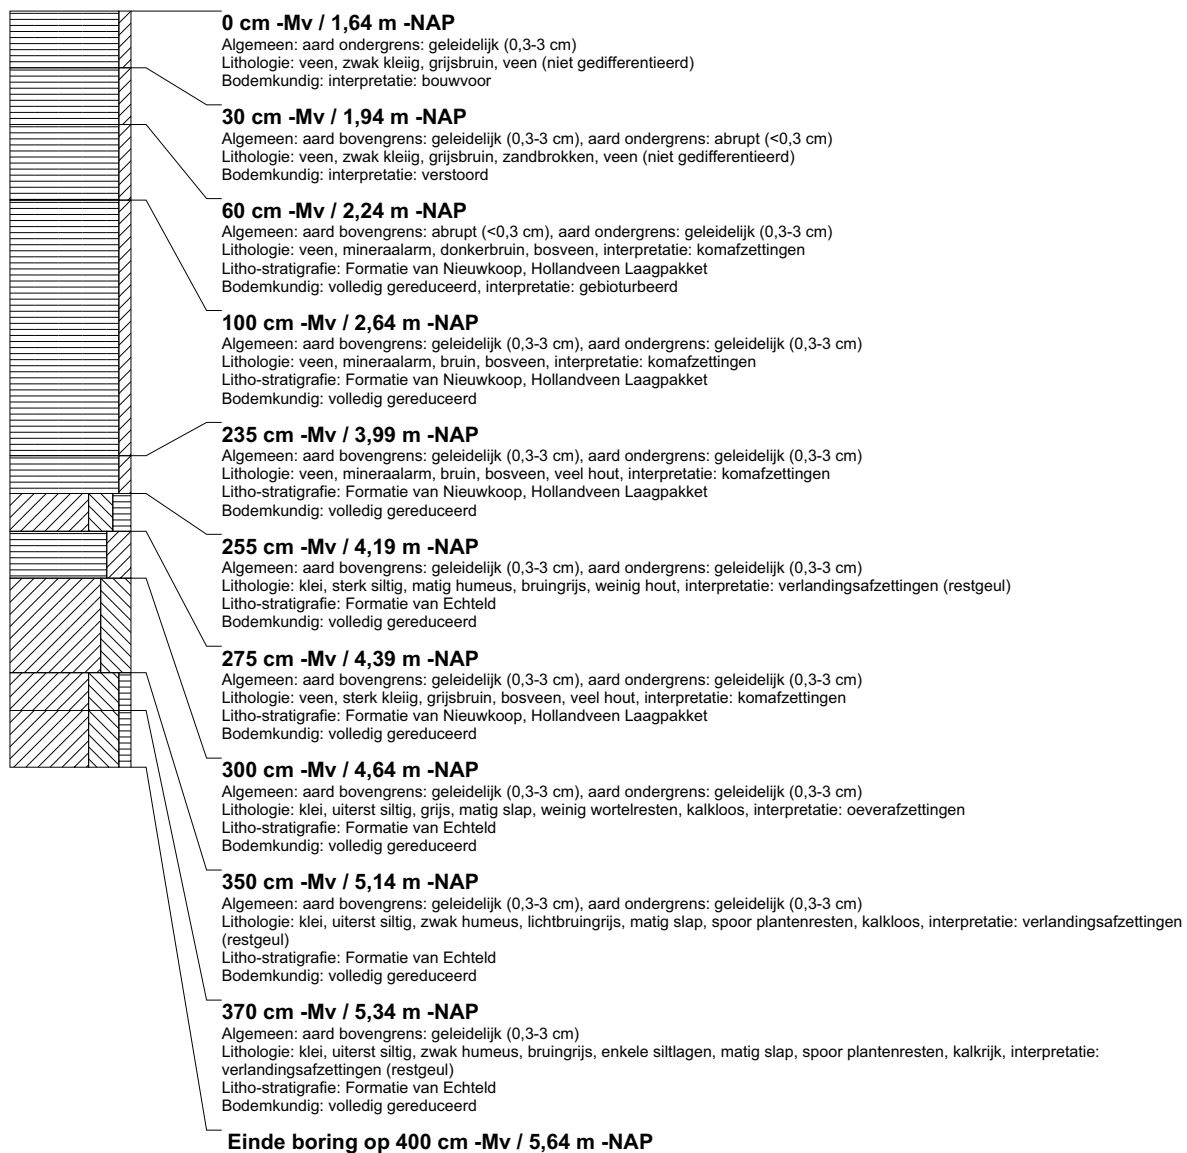 0 cm -Mv / 1,64 m -NAP
Algemeen: aard ondergrens: geleidelijk (0,3-3 cm)
Lithologie: veen, zwak kleiig, grijsbruin, veen (niet gedifferentieerd)
Bodemkundig: interpretatie: bouwvoor
30 cm -Mv / 1,94 m -NAP
Algemeen: aard bovengrens: geleidelijk (0,3-3 cm), aard ondergrens: abrupt (<0,3 cm)
Lithologie: veen, zwak kleiig, grijsbruin, zandbrokken, veen (niet gedifferentieerd)
Bodemkundig: interpretatie: verstoord
60 cm -Mv / 2,24 m -NAP
Algemeen: aard bovengrens: abrupt (<0,3 cm), aard ondergrens: geleidelijk (0,3-3 cm)
Lithologie: veen, mineraalarm, donkerbruin, bosveen, interpretatie: komafzettingen
Litho-stratigrafie: Formatie van Nieuwkoop, Hollandveen Laagpakket
Bodemkundig: volledig gereduceerd, interpretatie: gebioturbeerd
100 cm -Mv / 2,64 m -NAP
Algemeen: aard bovengrens: geleidelijk (0,3-3 cm), aard ondergrens: geleidelijk (0,3-3 cm)
Lithologie: veen, mineraalarm, bruin, bosveen, interpretatie: komafzettingen
Litho-stratigrafie: Formatie van Nieuwkoop, Hollandveen Laagpakket
Bodemkundig: volledig gereduceerd
235 cm -Mv / 3,99 m -NAP
Algemeen: aard bovengrens: geleidelijk (0,3-3 cm), aard ondergrens: geleidelijk (0,3-3 cm)
Lithologie: veen, mineraalarm, bruin, bosveen, veel hout, interpretatie: komafzettingen
Litho-stratigrafie: Formatie van Nieuwkoop, Hollandveen Laagpakket
Bodemkundig: volledig gereduceerd
255 cm -Mv / 4,19 m -NAP
Algemeen: aard bovengrens: geleidelijk (0,3-3 cm), aard ondergrens: geleidelijk (0,3-3 cm)
Lithologie: klei, sterk siltig, matig humeus, bruingrijs, weinig hout, interpretatie: verlandingsafzettingen (restgeul)
Litho-stratigrafie: Formatie van Echteld
Bodemkundig: volledig gereduceerd
275 cm -Mv / 4,39 m -NAP
Algemeen: aard bovengrens: geleidelijk (0,3-3 cm), aard ondergrens: geleidelijk (0,3-3 cm)
Lithologie: veen, sterk kleiig, grijsbruin, bosveen, veel hout, interpretatie: komafzettingen
Litho-stratigrafie: Formatie van Nieuwkoop, Hollandveen Laagpakket
Bodemkundig: volledig gereduceerd
300 cm -Mv / 4,64 m -NAP
Algemeen: aard bovengrens: geleidelijk (0,3-3 cm), aard ondergrens: geleidelijk (0,3-3 cm)
Lithologie: klei, uiterst siltig, grijs, matig slap, weinig wortelresten, kalkloos, interpretatie: oeverafzettingen
Litho-stratigrafie: Formatie van Echteld
Bodemkundig: volledig gereduceerd
350 cm -Mv / 5,14 m -NAP
Algemeen: aard bovengrens: geleidelijk (0,3-3 cm), aard ondergrens: geleidelijk (0,3-3 cm)
Lithologie: klei, uiterst siltig, zwak humeus, lichtbruingrijs, matig slap, spoor plantenresten, kalkloos, interpretatie: verlandingsafzettingen
(restgeul)
Litho-stratigrafie: Formatie van Echteld
Bodemkundig: volledig gereduceerd
370 cm -Mv / 5,34 m -NAP
Algemeen: aard bovengrens: geleidelijk (0,3-3 cm)
Lithologie: klei, uiterst siltig, zwak humeus, bruingrijs, enkele siltlagen, matig slap, spoor plantenresten, kalkrijk, interpretatie:
verlandingsafzettingen (restgeul)
Litho-stratigrafie: Formatie van Echteld
Bodemkundig: volledig gereduceerd
Einde boring op 400 cm -Mv / 5,64 m -NAP